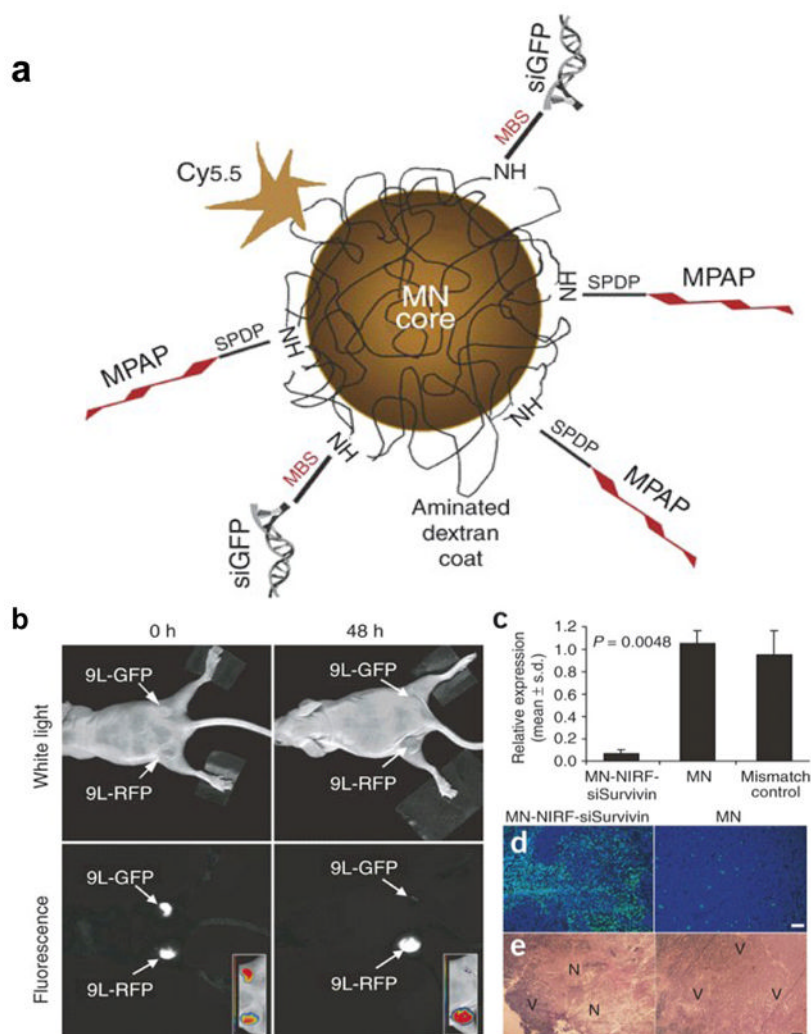 a
siGFP
MBS
NH
Cy5.5
MN
core
NH
SPDP
MPAP
MPAP
SPDP
NH
NH
SPDP
MPAP
NH
MBS
siGFP
Aminated
dextran
coat
b
0 h
48 h
White light
9L-GFP
9L-RFP
9L-GFP
9L-RFP
Fluorescence
9L-GFP
9L-RFP
9L-GFP
9L-RFP
c
Relative expression
(mean ± s.d.)
1.2
1.0
0.8
0.6
0.4
0.2
0.0
P = 0.0048
MN-NIRF-
siSurvivin
MN
Mismatch
control
MN-NIRF-siSurvivin
MN
d
e
V
N
N
V
V
V